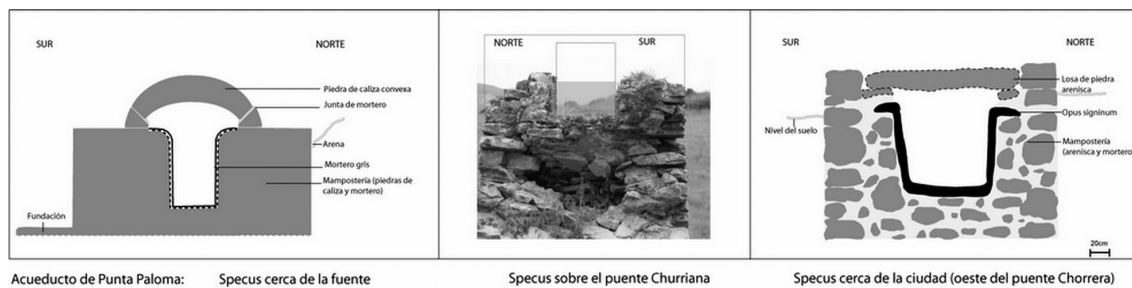 SUR
NORTE
Piedra de caliza convexa
Junta de mortero
Arena
Mortero gris
Mampostería (piedras de
caliza y mortero)
Fundación
NORTE
SUR
SUR
NORTE
Losa de piedra
arenisca
Opus signinum
Nivel del suelo
Mampostería
(arenisca y mortero)
20cm
Acueducto de Punta Paloma: Specus cerca de la fuente
Specus sobre el puente Churriana
Specus cerca de la ciudad (oeste del puente Chorrera)